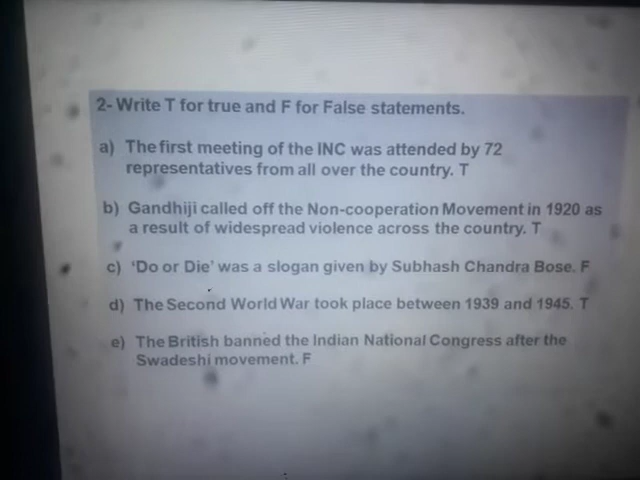 2- Write T for true and F for False statements.
a) The first meeting of the INC was attended by 72
representatives from all over the country. T
b) Gandhiji called off the Non-cooperation Movement in 1920 as
a result of widespread violence across the country. T
c) 'Do or Die' was a slogan given by Subhash Chandra Bose. F
d) The Second World War took place between 1939 and 1945. T
e) The British banned the Indian National Congress after the
Swadeshi movement. F